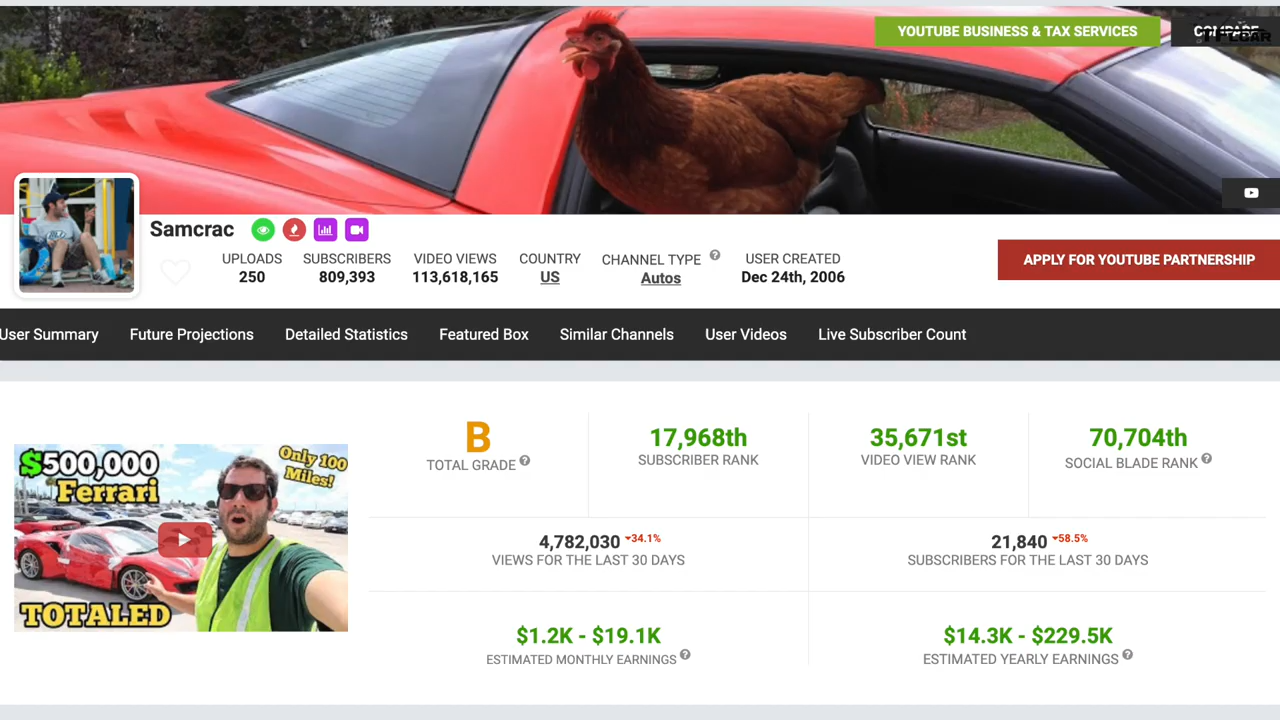 YOUTUBE BUSINESS & TAX SERVICES
COMPARE
TFLCAR
Samcrac
UPLOADS SUBSCRIBERS VIDEO VIEWS COUNTRY CHANNEL TYPE ? USER CREATED
250 809,393 113,618,165 US Autos Dec 24th, 2006
APPLY FOR YOUTUBE PARTNERSHIP
User Summary Future Projections Detailed Statistics Featured Box Similar Channels User Videos Live Subscriber Count
$500,000
Ferrari
Only 100
Miles!
TOTALED
B 17,968th 35,671st 70,704th
TOTAL GRADE ? SUBSCRIBER RANK VIDEO VIEW RANK SOCIAL BLADE RANK ?
4,782,030 34.1% 21,840 58.5%
VIEWS FOR THE LAST 30 DAYS SUBSCRIBERS FOR THE LAST 30 DAYS
$1.2K - $19.1K $14.3K - $229.5K
ESTIMATED MONTHLY EARNINGS ? ESTIMATED YEARLY EARNINGS ?